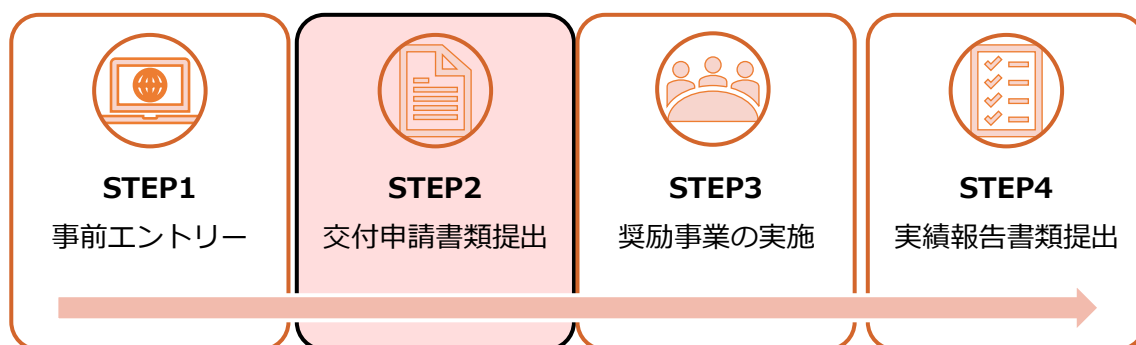 STEP1
事前エントリー
STEP2
交付申請書類提出
STEP3
奨励事業の実施
STEP4
実績報告書類提出